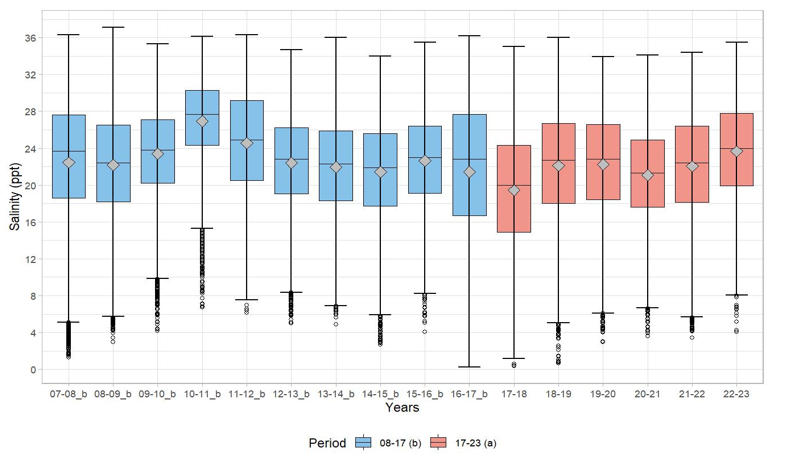 Salinity (ppt)
36
32
28
24
20
16
12
8
4
0
07-08_b 08-09_b 09-10_b 10-11_b 11-12_b 12-13_b 13-14_b 14-15_b 15-16_b 16-17_b 17-18 18-19 19-20 20-21 21-22 22-23
Years
Period 08-17 (b) 17-23 (a)